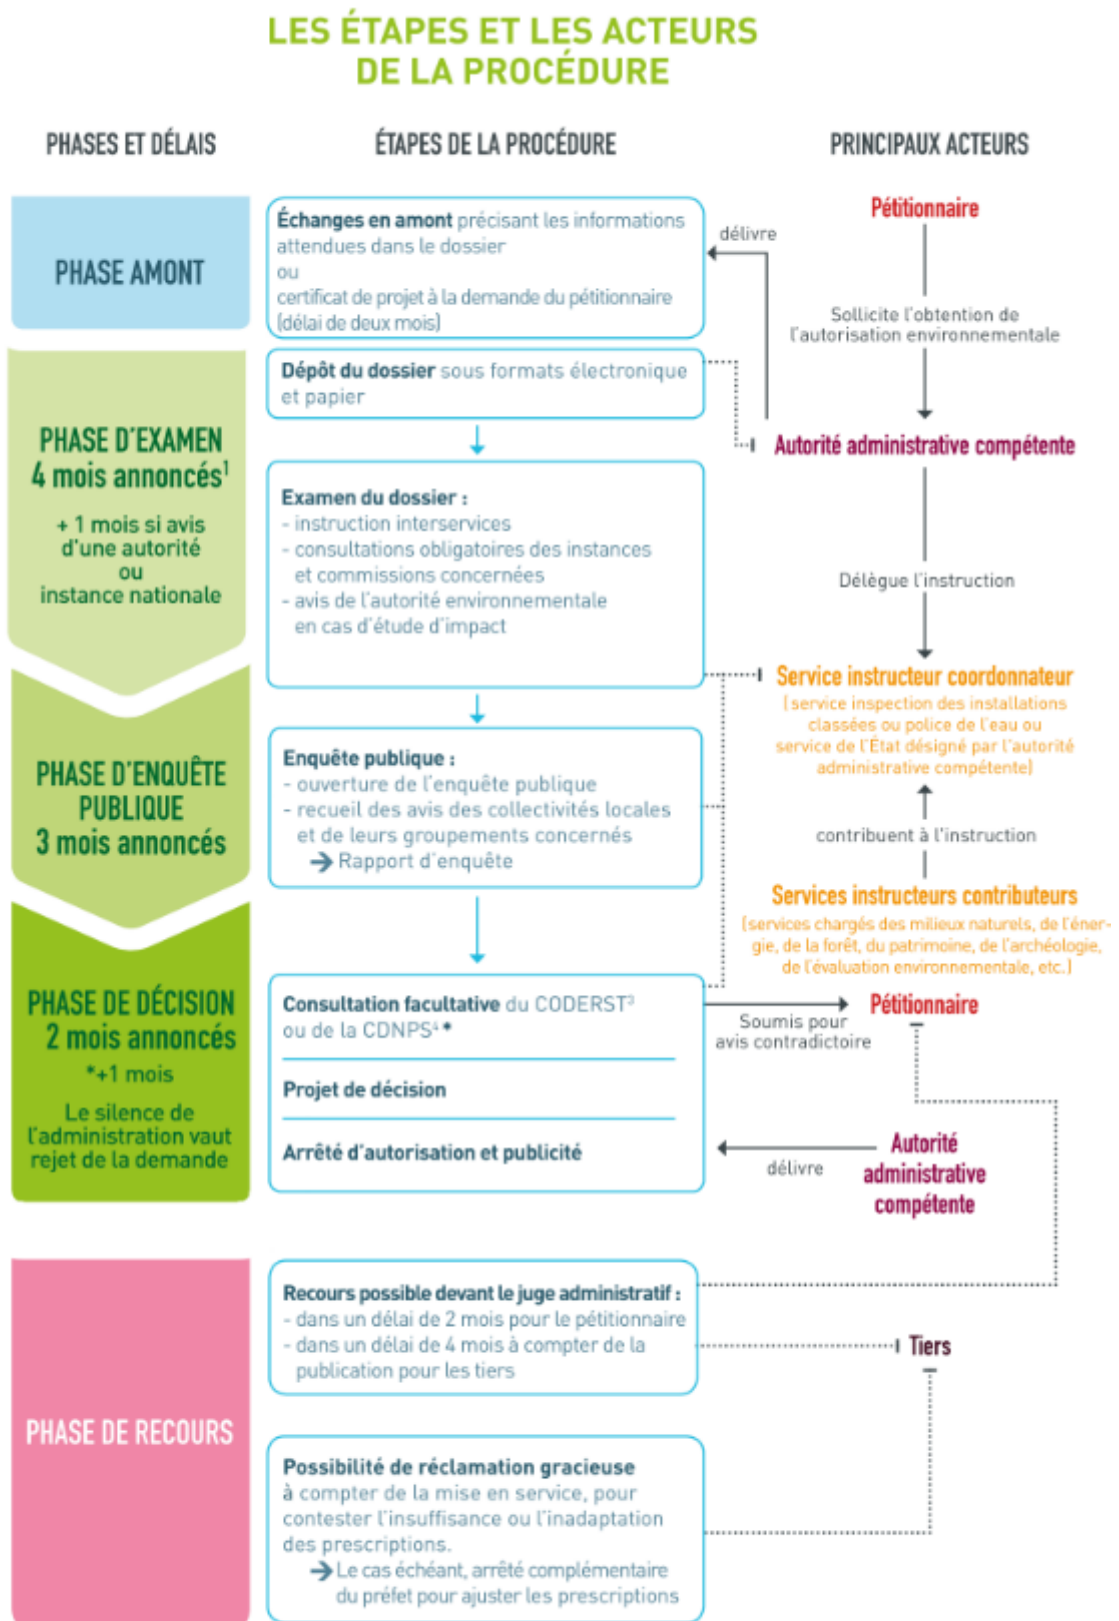 LES ÉTAPES ET LES ACTEURS
DE LA PROCÉDURE
PHASES ET DÉLAIS
ÉTAPES DE LA PROCÉDURE
PRINCIPAUX ACTEURS
PHASE AMONT
Échanges en amont précisant les informations
attendues dans le dossier
ou
certificat de projet à la demande du pétitionnaire
(délai de deux mois)
délivre
Pétitionnaire
Sollicite l'obtention de
l'autorisation environnementale
Dépôt du dossier sous formats électronique
et papier
Autorité administrative compétente
PHASE D'EXAMEN
4 mois annoncés¹
+ 1 mois si avis
d'une autorité
ou
instance nationale
Examen du dossier :
- instruction interservices
- consultations obligatoires des instances
et commissions concernées
- avis de l'autorité environnementale
en cas d'étude d'impact
Délègue l'instruction
Service instructeur coordonnateur
(service inspection des installations
classées ou police de l'eau ou
service de l'État désigné par l'autorité
administrative compétente)
PHASE D'ENQUÊTE
PUBLIQUE
3 mois annoncés
Enquête publique :
- ouverture de l'enquête publique
- recueil des avis des collectivités locales
et de leurs groupements concernés
➔ Rapport d'enquête
contribuent à l'instruction
Services instructeurs contributeurs
(services chargés des milieux naturels, de l'éner-
gie, de la forêt, du patrimoine, de l'archéologie,
de l'évaluation environnementale, etc.)
PHASE DE DÉCISION
2 mois annoncés
*+1 mois
Le silence de
l'administration vaut
rejet de la demande
Consultation facultative du CODERST³
ou de la CDNPS⁴ *
Projet de décision
Arrêté d'autorisation et publicité
Soumis pour
avis contradictoire
Pétitionnaire
délivre
Autorité
administrative
compétente
PHASE DE RECOURS
Recours possible devant le juge administratif :
- dans un délai de 2 mois pour le pétitionnaire
- dans un délai de 4 mois à compter de la
publication pour les tiers
Tiers
Possibilité de réclamation gracieuse
à compter de la mise en service, pour
contester l'insuffisance ou l'inadaptation
des prescriptions.
➔ Le cas échéant, arrêté complémentaire
du préfet pour ajuster les prescriptions